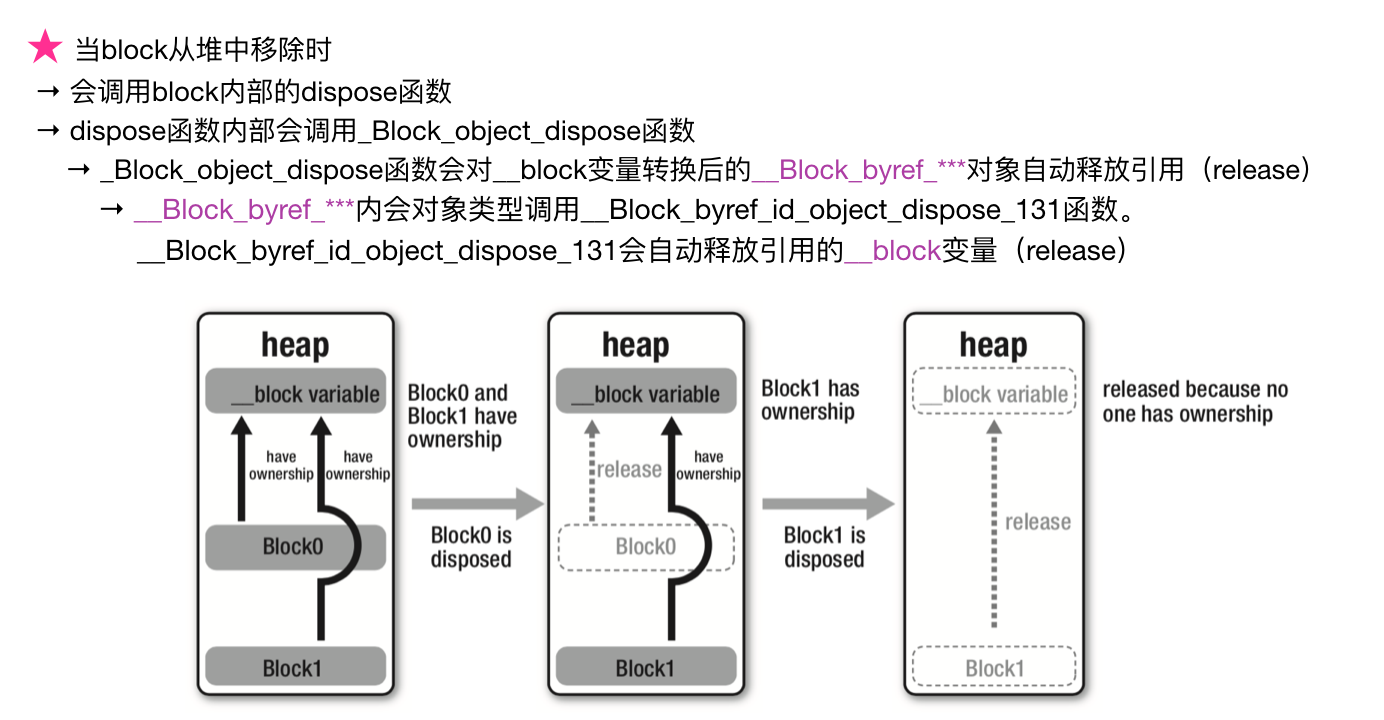 ★ 当block从堆中移除时
→ 会调用block内部的dispose函数
→ dispose函数内部会调用_Block_object_dispose函数
→ _Block_object_dispose函数会对__block变量转换后的__Block_byref_***对象自动释放引用（release）
→ __Block_byref_***内会对象类型调用__Block_byref_id_object_dispose_131函数。
__Block_byref_id_object_dispose_131会自动释放引用的__block变量（release）
heap
__block variable
have
ownership
have
ownership
Block0
Block1
Block0 and
Block1 have
ownership
Block0 is
disposed
heap
__block variable
release
have
ownership
Block0
Block1
Block1 has
ownership
Block1 is
disposed
heap
__block variable
release
Block1
released because no
one has ownership